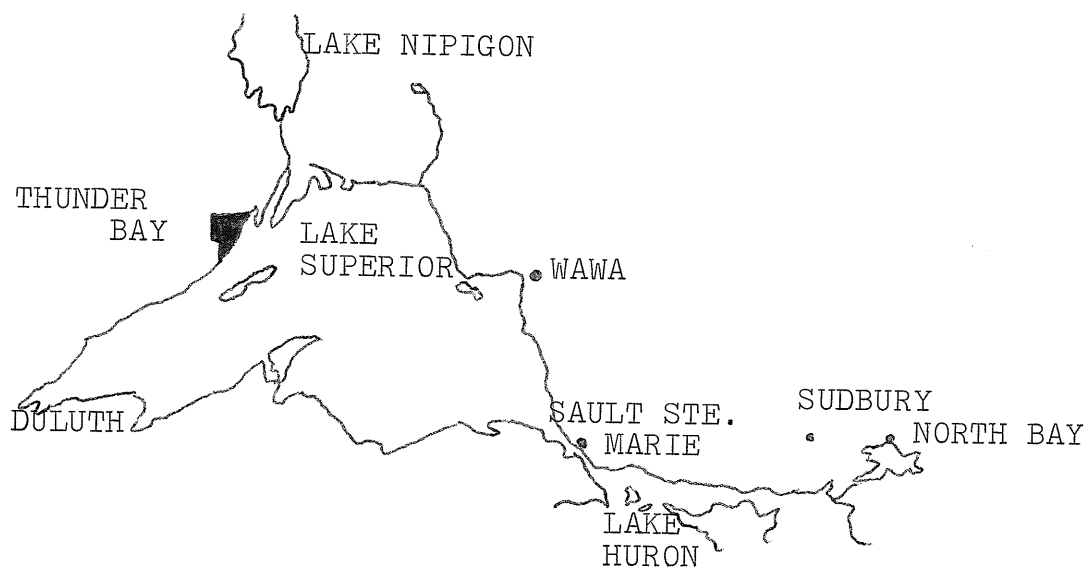 LAKE NIPIGON
THUNDER
BAY
LAKE
SUPERIOR
WAWA
DULUTH
SAULT STE.
MARIE
SUDBURY
NORTH BAY
LAKE
HURON